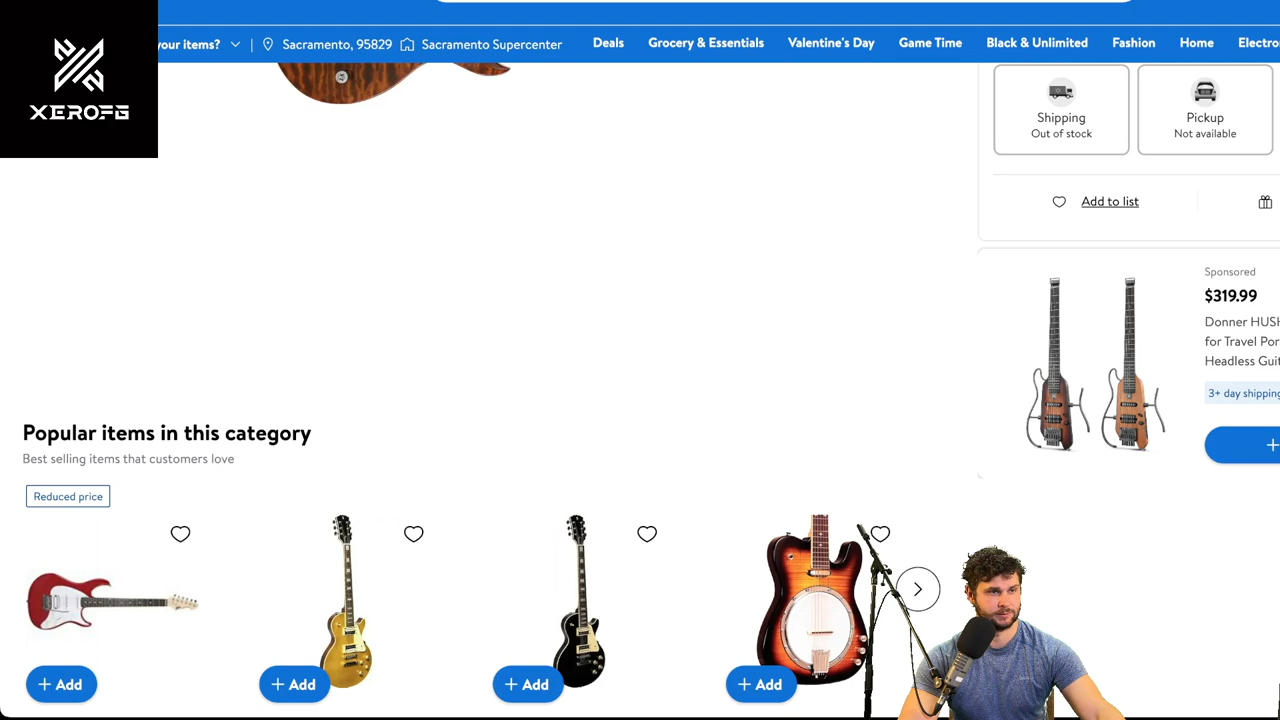 XEROFG
your items?
Sacramento, 95829
Sacramento Supercenter
Deals
Grocery & Essentials
Valentine's Day
Game Time
Black & Unlimited
Fashion
Home
Electro
Shipping
Out of stock
Pickup
Not available
Add to list
Sponsored
$319.99
Donner HUSH
for Travel Por
Headless Guit
3+ day shipping
Popular items in this category
Best selling items that customers love
Reduced price
+ Add
+ Add
+ Add
+ Add
+